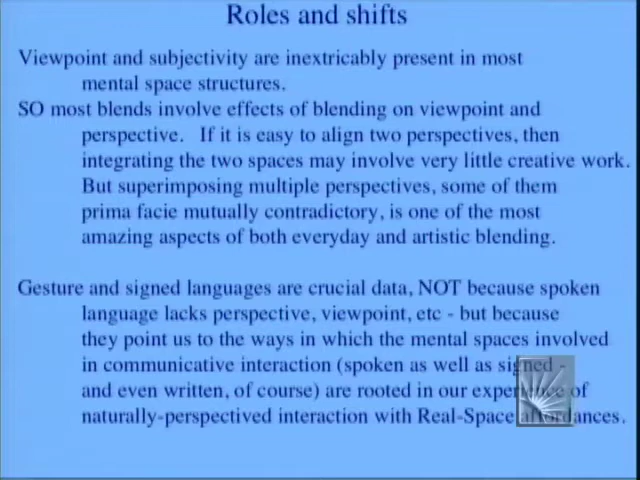 Roles and shifts
Viewpoint and subjectivity are inextricably present in most
mental space structures.
SO most blends involve effects of blending on viewpoint and
perspective. If it is easy to align two perspectives, then
integrating the two spaces may involve very little creative work.
But superimposing multiple perspectives, some of them
prima facie mutually contradictory, is one of the most
amazing aspects of both everyday and artistic blending.
Gesture and signed languages are crucial data, NOT because spoken
language lacks perspective, viewpoint, etc - but because
they point us to the ways in which the mental spaces involved
in communicative interaction (spoken as well as signed -
and even written, of course) are rooted in our experience of
naturally-perspectived interaction with Real-Space affordances.